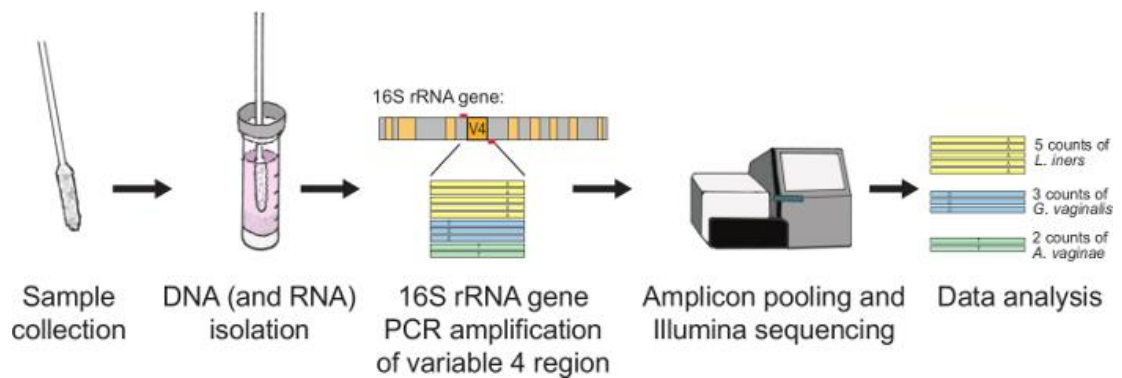 16S rRNA gene:
V4
5 counts of
L. iners
3 counts of
G. vaginalis
2 counts of
A. vaginae
Sample
collection
DNA (and RNA)
isolation
16S rRNA gene
PCR amplification
of variable 4 region
Amplicon pooling and
Illumina sequencing
Data analysis